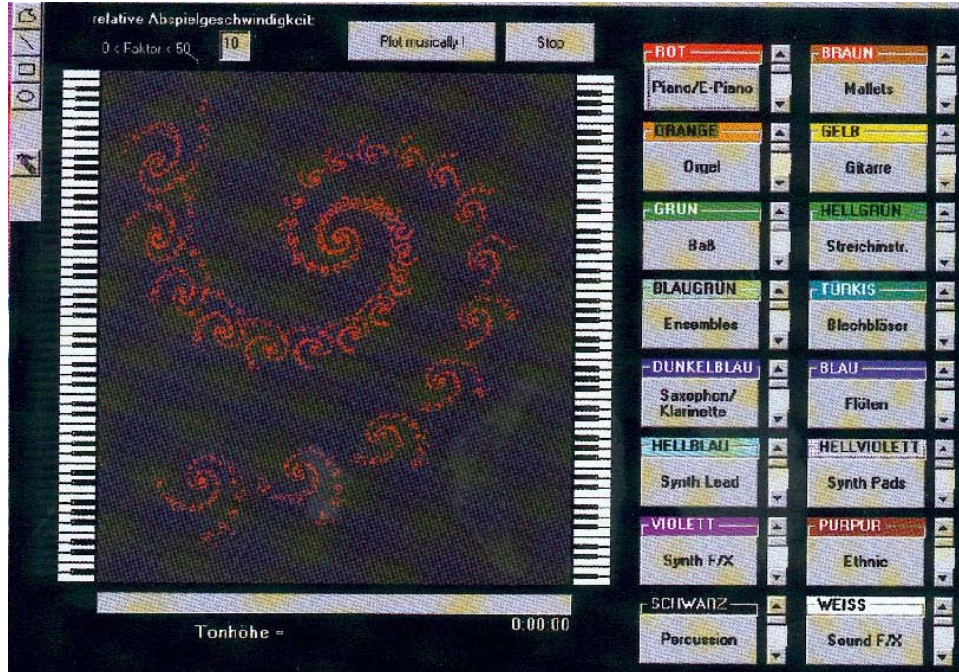 relative Abspielgeschwindigkeit:
0 < Faktor < 50
10
Plot musically !
Stop
ROT
Piano/E-Piano
BRAUN
Mallets
ORANGE
Orgel
GELB
Gitarre
GRÜN
Baß
HELLGRÜN
Streichinstr.
BLAUGRÜN
Ensembles
TÜRKIS
Blechbläser
DUNKELBLAU
Saxophon/
Klarinette
BLAU
Flöten
HELLBLAU
Synth Lead
HELLVIOLETT
Synth Pads
VIOLETT
Synth F/X
PURPUR
Ethnic
SCHWARZ
Percussion
WEISS
Sound F/X
Tonhöhe =
0:00:00